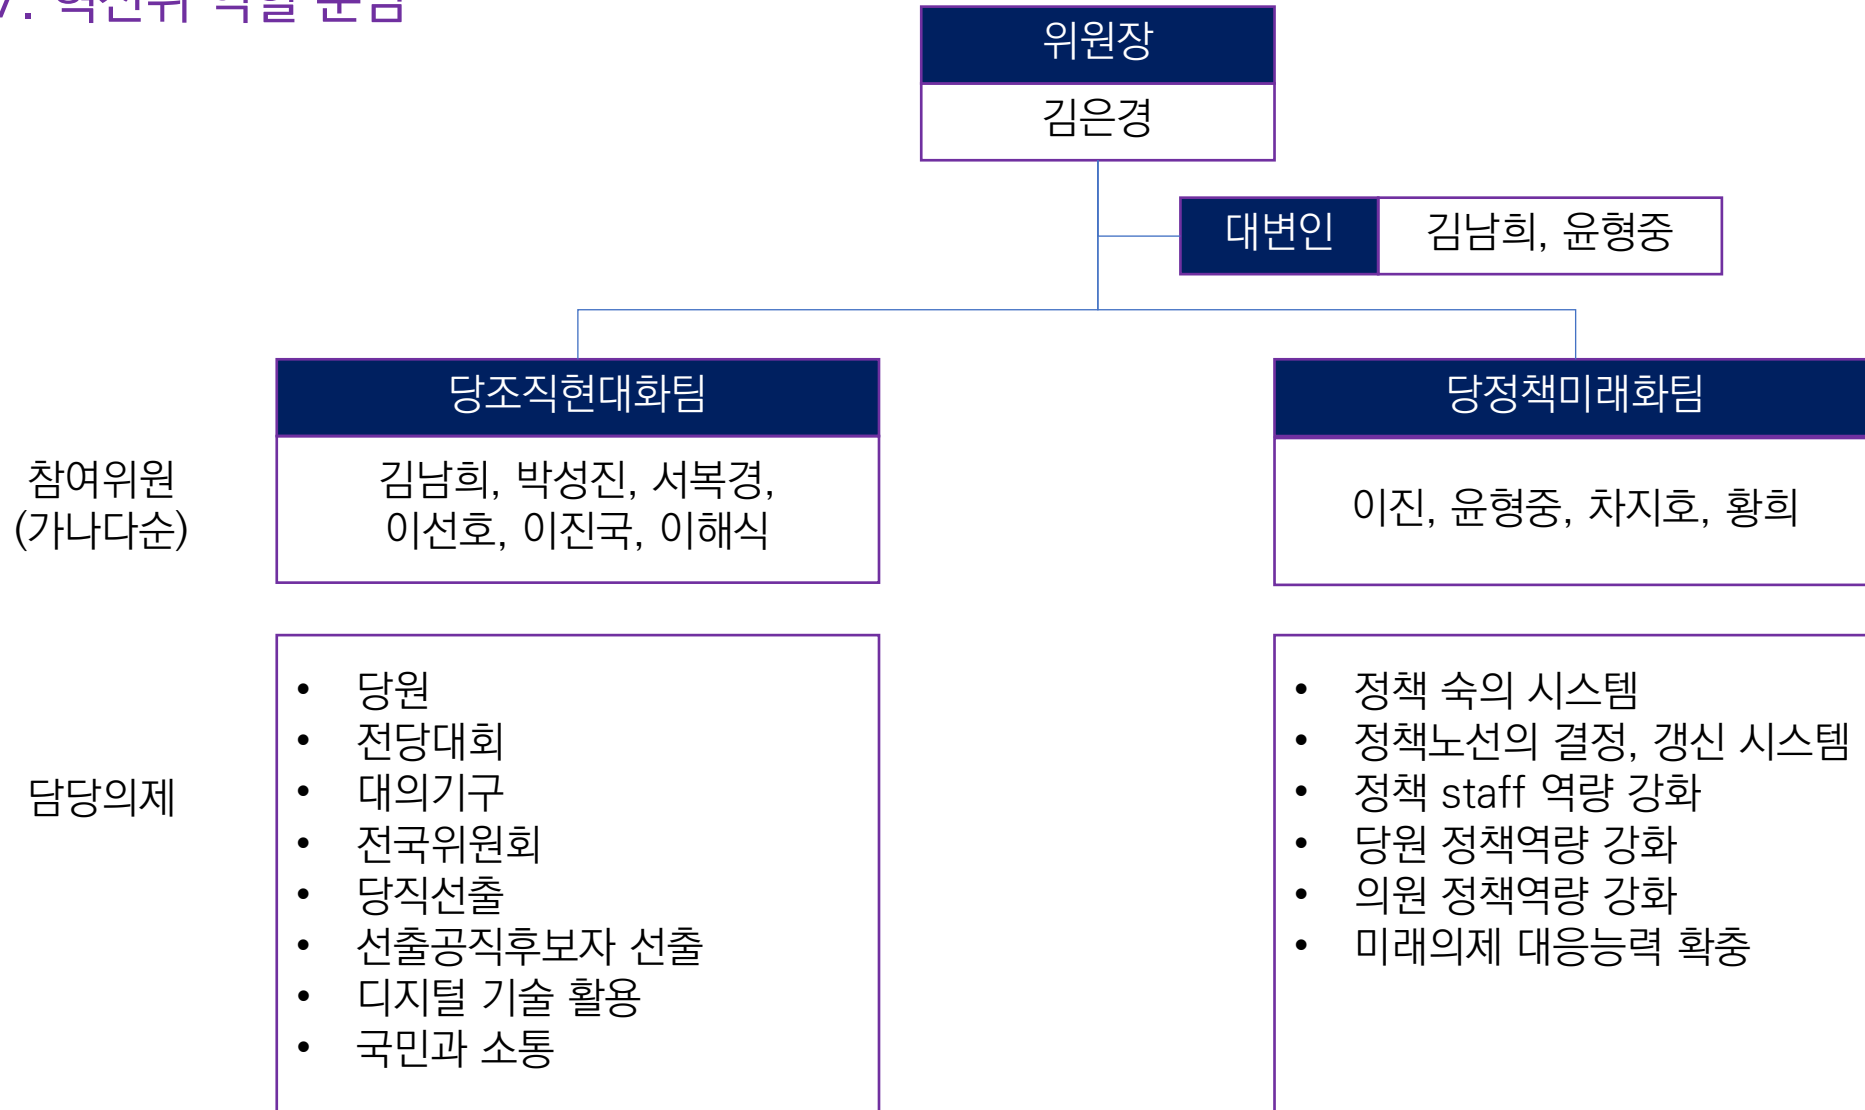 혁신위 역할 분담
위원장
김은경
대변인
김남희, 윤형중
당조직현대화팀
당정책미래화팀
참여위원
(가나다순)
김남희, 박성진, 서복경,
이선호, 이진국, 이해식
이진, 윤형중, 차지호, 황희
담당의제
• 당원
• 전당대회
• 대의기구
• 전국위원회
• 당직선출
• 선출공직후보자 선출
• 디지털 기술 활용
• 국민과 소통
• 정책 숙의 시스템
• 정책노선의 결정, 갱신 시스템
• 정책 staff 역량 강화
• 당원 정책역량 강화
• 의원 정책역량 강화
• 미래의제 대응능력 확충